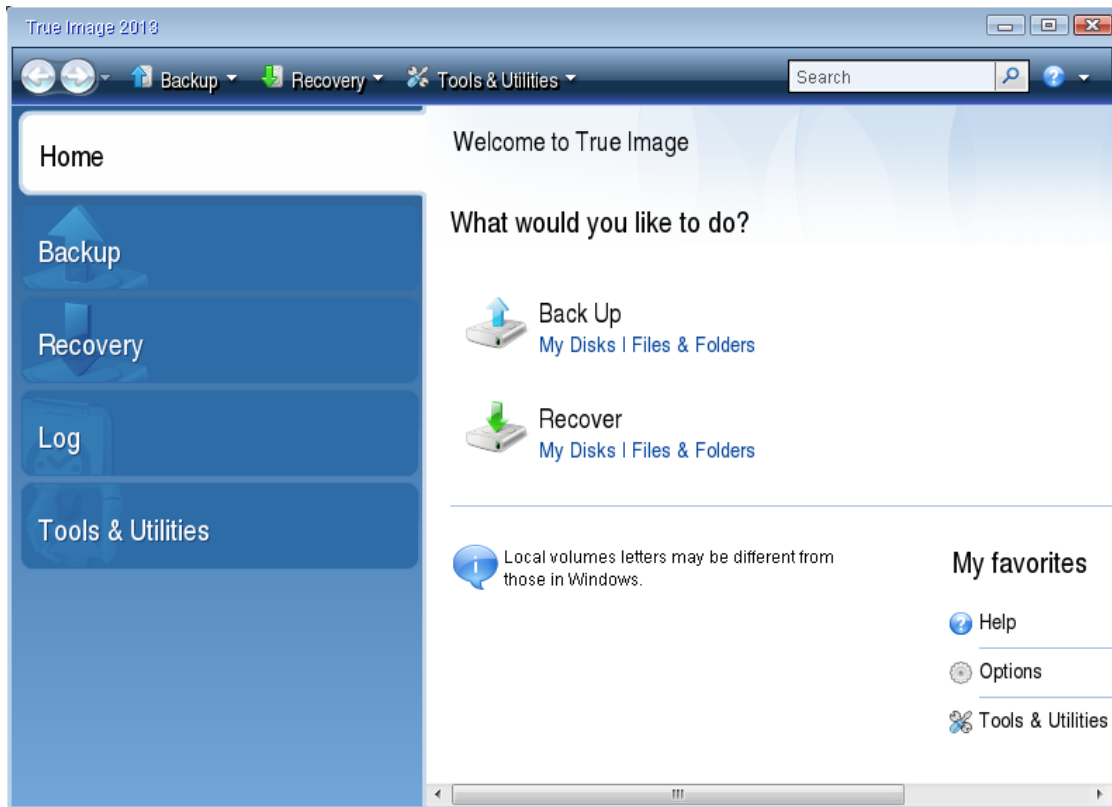 True Image 2013
Backup
Recovery
Tools & Utilities
Search
Home
Backup
Recovery
Log
Tools & Utilities
Welcome to True Image
What would you like to do?
Back Up
My Disks | Files & Folders
Recover
My Disks | Files & Folders
Local volumes letters may be different from
those in Windows.
My favorites
Help
Options
Tools & Utilities